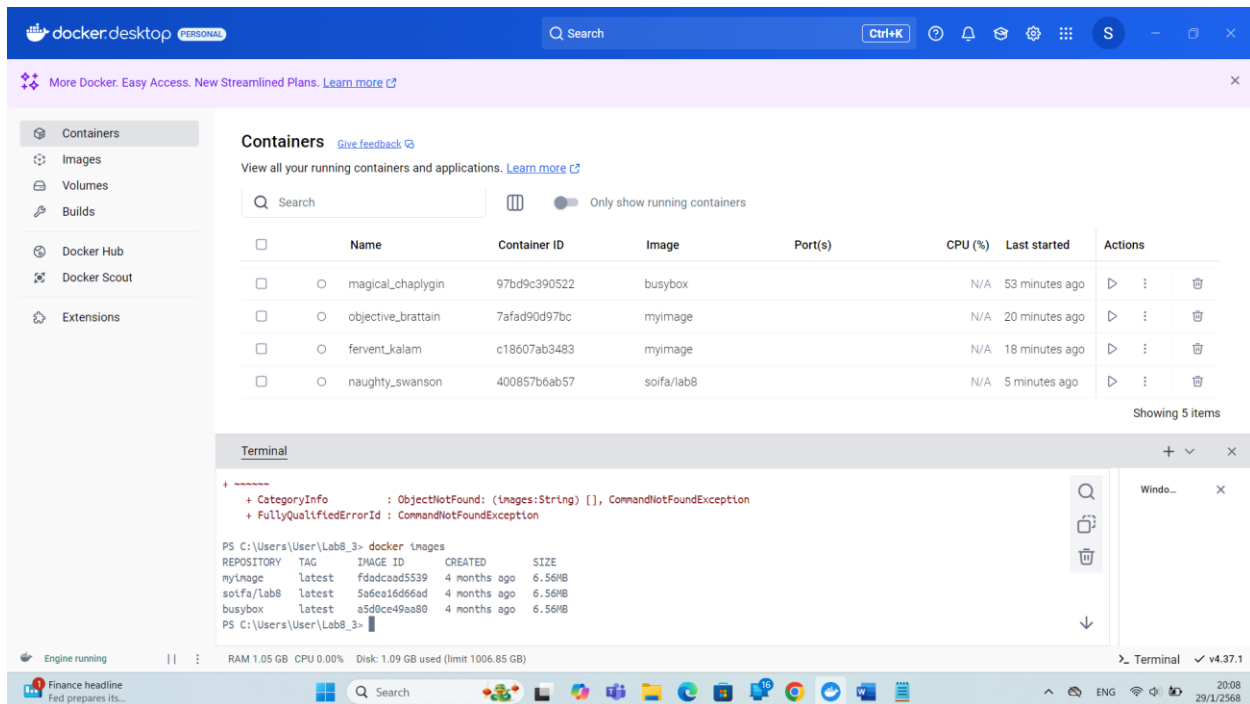 docker.desktop PERSONAL Search Ctrl+K S
More Docker. Easy Access. New Streamlined Plans. Learn more
Containers
Images
Volumes
Builds
Docker Hub
Docker Scout
Extensions
Containers Give feedback
View all your running containers and applications. Learn more
Search Only show running containers
Name Container ID Image Port(s) CPU (%) Last started Actions
magical_chaplygin 97bd9c390522 busybox N/A 53 minutes ago
objective_brattain 7afad90d97bc myimage N/A 20 minutes ago
fervent_kalam c18607ab3483 myimage N/A 18 minutes ago
naughty_swanson 400857b6ab57 soifa/lab8 N/A 5 minutes ago
Showing 5 items
Terminal
+ ~~~~~~
+ CategoryInfo : ObjectNotFound: (images:String) [], CommandNotFoundException
+ FullyQualifiedErrorId : CommandNotFoundException
PS C:\Users\User\Lab8_3> docker images
REPOSITORY TAG IMAGE ID CREATED SIZE
myimage latest fdadcaad5539 4 months ago 6.56MB
soifa/lab8 latest 5a6ea16d66ad 4 months ago 6.56MB
busybox latest a5d0ce49aa80 4 months ago 6.56MB
PS C:\Users\User\Lab8_3>
Windo...
Engine running RAM 1.05 GB CPU 0.00% Disk: 1.09 GB used (limit 1006.85 GB) >_ Terminal v4.37.1
1 Finance headline
Fed prepares its...
Search
16
ENG
20:08
29/1/2568